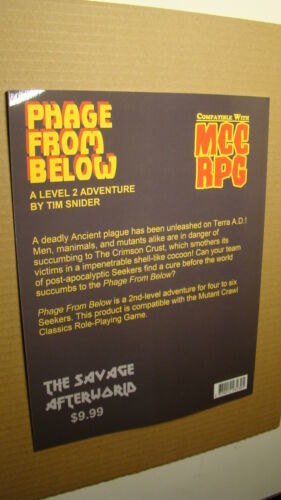 PHAGE
FROM
BELOW
A LEVEL 2 ADVENTURE
BY TIM SNIDER
COMPATIBLE WITH
MCC
RPG
A deadly Ancient plague has been unleashed on Terra A.D.!
Men, manimals, and mutants alike are in danger of
succumbing to The Crimson Crust, which smothers its
victims in a impenetrable shell-like cocoon! Can your team
of post-apocalyptic Seekers find a cure before the world
succumbs to the Phage From Below?
Phage From Below is a 2nd-level adventure for four to six
Seekers. This product is compatible with the Mutant Crawl
Classics Role-Playing Game.
THE SAVAGE
AFTERWORLD
$9.99